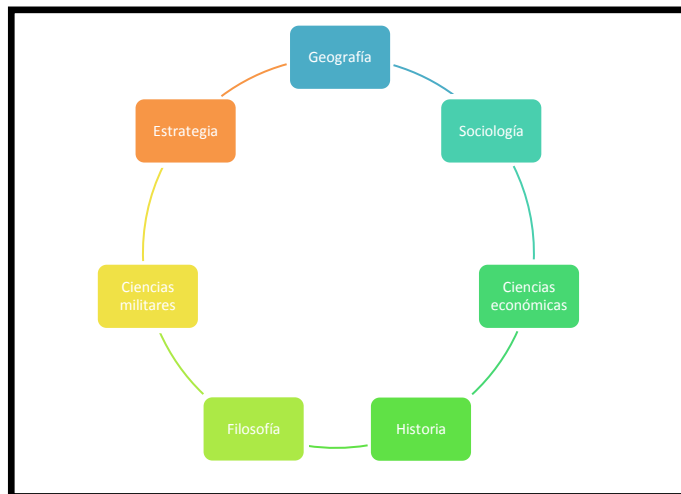 Geografía
Sociología
Ciencias
económicas
Historia
Filosofía
Ciencias
militares
Estrategia